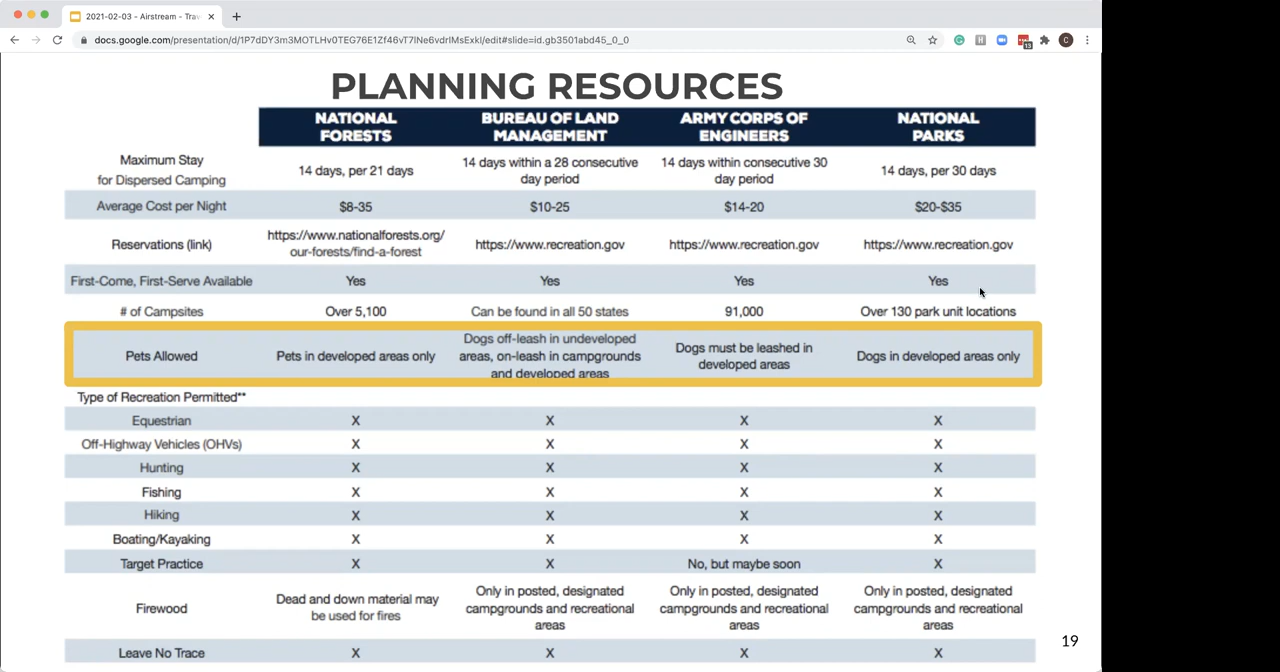 2021-02-03 - Airstream - Trav
docs.google.com/presentation/d/1P7dDY3m3MOTLHv0TEG76E1Zf46vT7lNe6vdrIMsExkI/edit#slide=id.gb3501abd45_0_0
13
C
PLANNING RESOURCES
NATIONAL FORESTS
BUREAU OF LAND MANAGEMENT
ARMY CORPS OF ENGINEERS
NATIONAL PARKS
Maximum Stay
for Dispersed Camping
14 days, per 21 days
14 days within a 28 consecutive
day period
14 days within consecutive 30
day period
14 days, per 30 days
Average Cost per Night
$8-35
$10-25
$14-20
$20-$35
Reservations (link)
https://www.nationalforests.org/
our-forests/find-a-forest
https://www.recreation.gov
https://www.recreation.gov
https://www.recreation.gov
First-Come, First-Serve Available
Yes
Yes
Yes
Yes
# of Campsites
Over 5,100
Can be found in all 50 states
91,000
Over 130 park unit locations
Pets Allowed
Pets in developed areas only
Dogs off-leash in undeveloped
areas, on-leash in campgrounds
and developed areas
Dogs must be leashed in
developed areas
Dogs in developed areas only
Type of Recreation Permitted**
Equestrian
X
X
X
X
Off-Highway Vehicles (OHVs)
X
X
X
X
Hunting
X
X
X
X
Fishing
X
X
X
X
Hiking
X
X
X
X
Boating/Kayaking
X
X
X
X
Target Practice
X
X
No, but maybe soon
X
Firewood
Dead and down material may
be used for fires
Only in posted, designated
campgrounds and recreational
areas
Only in posted, designated
campgrounds and recreational
areas
Only in posted, designated
campgrounds and recreational
areas
Leave No Trace
X
X
X
X
19